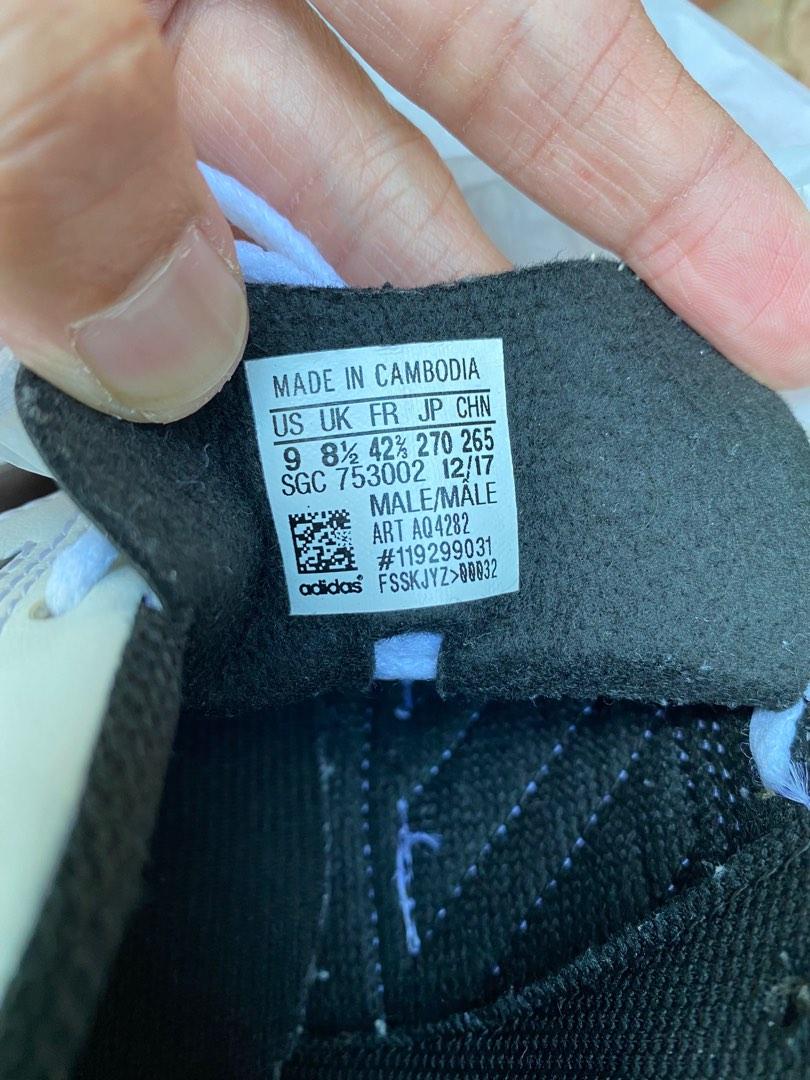 MADE IN CAMBODIA
US UK FR JP CHN
9 8½ 42⅔ 270 265
SGC 753002 12/17
MALE/MÂLE
ART AQ4282
#119299031
adidas® FSSKJYZ>00032